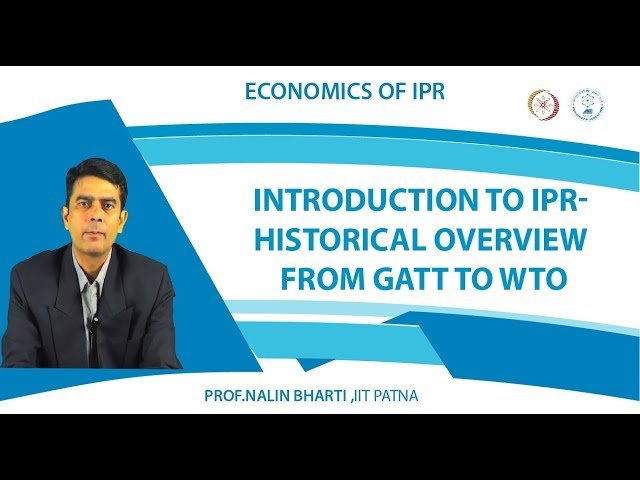 ECONOMICS OF IPR
INTRODUCTION TO IPR-
HISTORICAL OVERVIEW
FROM GATT TO WTO
PROF.NALIN BHARTI ,IIT PATNA